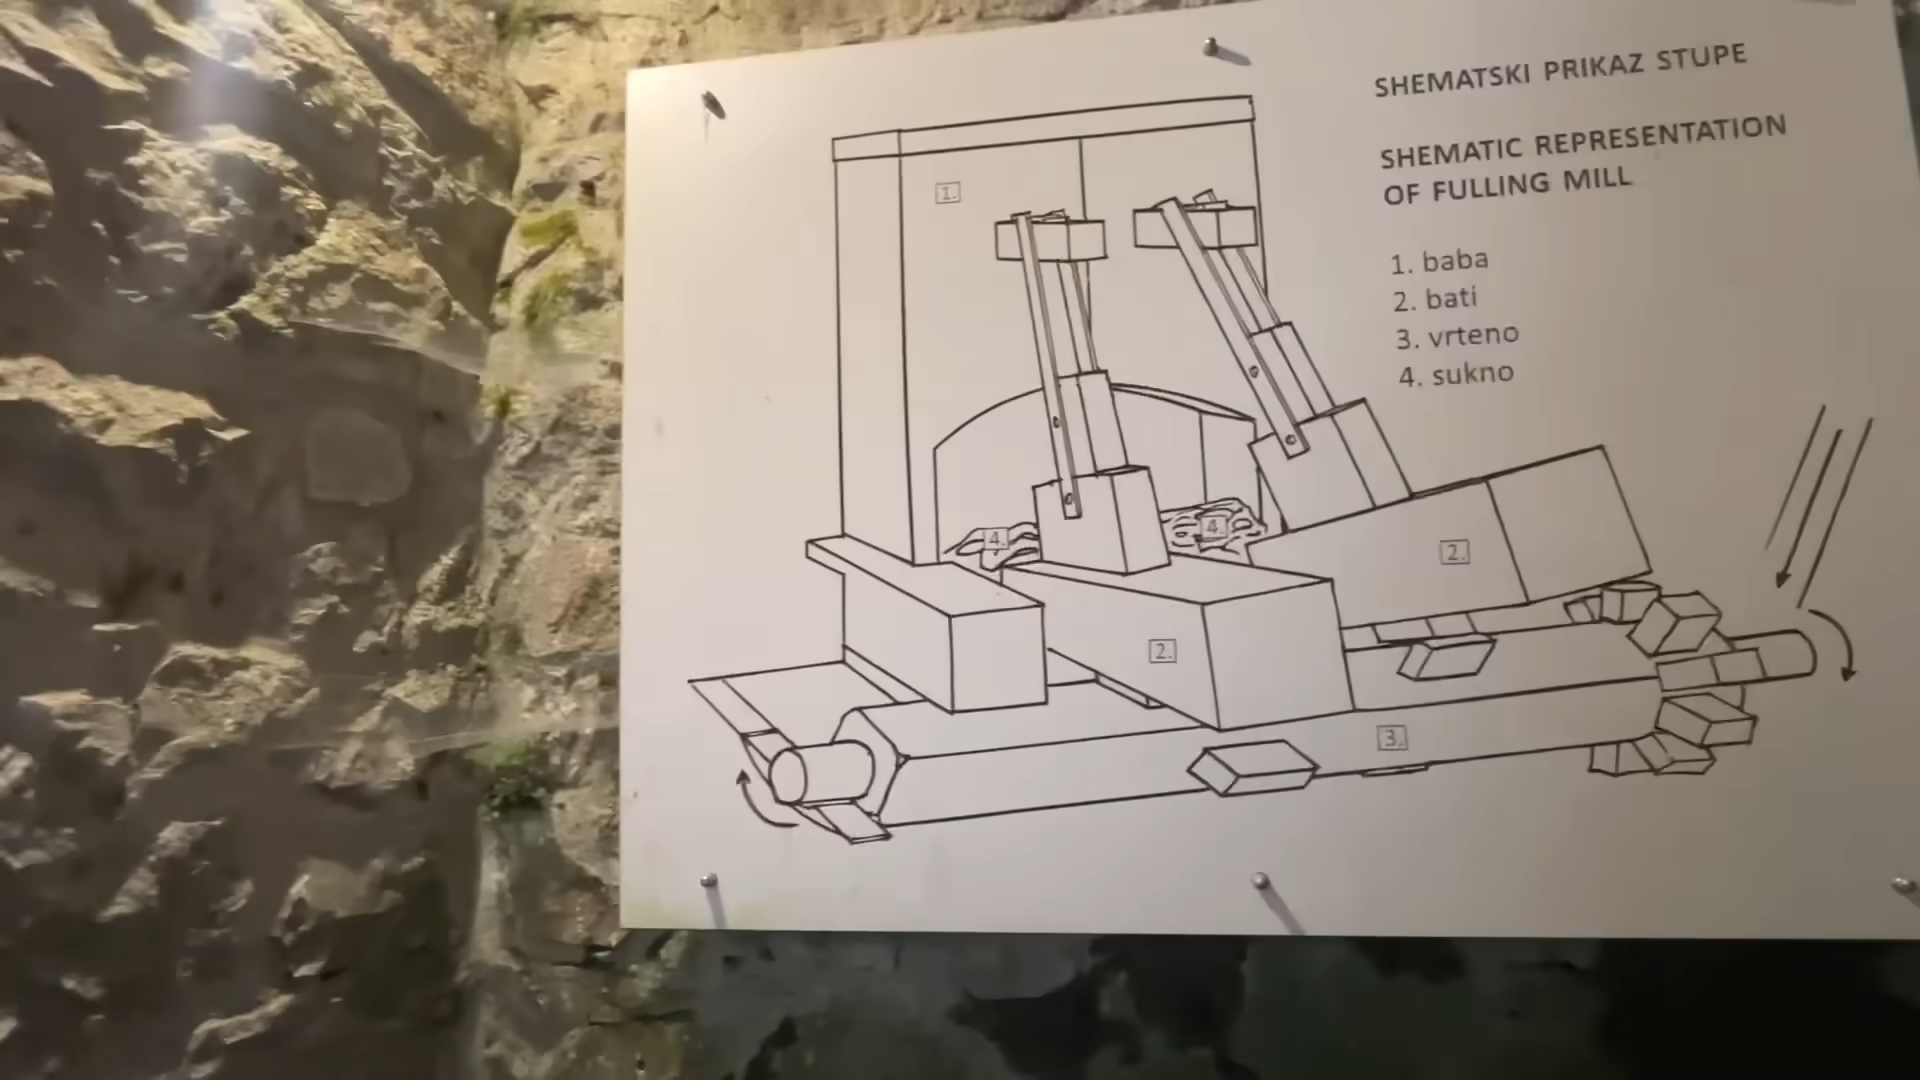 SHEMATSKI PRIKAZ STUPE
SHEMATIC REPRESENTATION
OF FULLING MILL
1. baba
2. bati
3. vrteno
4. sukno
1.
4.
4.
2.
2.
3.